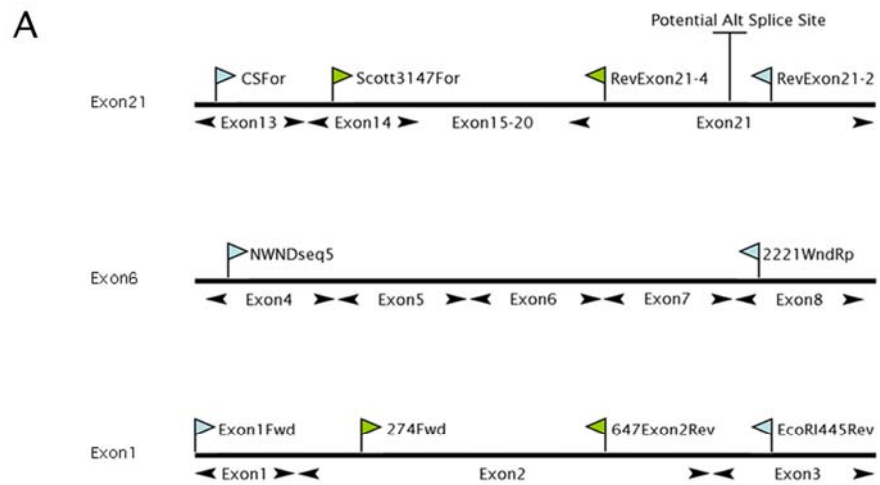 A
Potential Alt Splice Site
CSFor Scott3147For RevExon21-4 RevExon21-2
Exon21
Exon13 Exon14 Exon15-20 Exon21
NWNDseq5 2221WndRp
Exon6
Exon4 Exon5 Exon6 Exon7 Exon8
Exon1Fwd 274Fwd 647Exon2Rev EcoRI445Rev
Exon1
Exon1 Exon2 Exon3